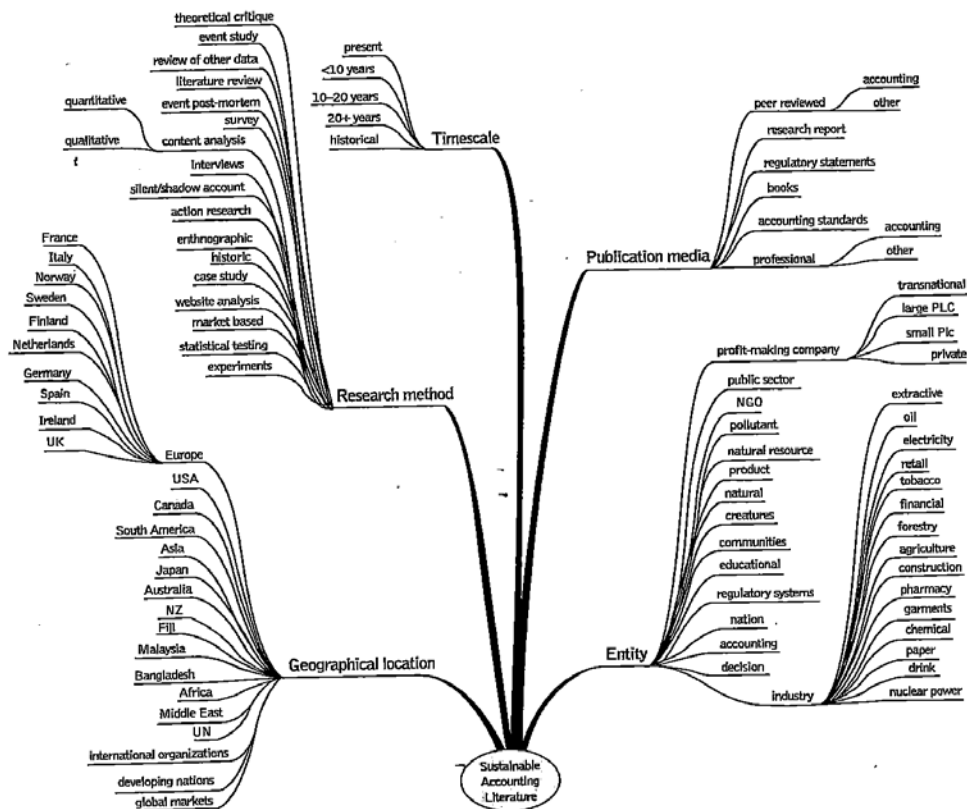 theoretical critique
event study
review of other data
literature review
event post-mortem
survey
content analysis
quantitative
qualitative
interviews
silent/shadow account
action research
enthnographic
historic
case study
website analysis
market based
statistical testing
experiments
Research method
present
<10 years
10–20 years
20+ years
historical
Timescale
peer reviewed
accounting
other
research report
regulatory statements
books
accounting standards
professional
accounting
other
Publication media
France
Italy
Norway
Sweden
Finland
Netherlands
Germany
Spain
Ireland
UK
Europe
USA
Canada
South America
Asia
Japan
Australia
NZ
Fill
Malaysia
Bangladesh
Africa
Middle East
UN
international organizations
developing nations
global markets
Geographical location
profit-making company
transnational
large PLC
small Plc
private
public sector
NGO
pollutant
natural resource
product
natural
creatures
communities
educational
regulatory systems
nation
accounting
decision
Entity
industry
extractive
oil
electricity
retail
tobacco
financial
forestry
agriculture
construction
pharmacy
garments
chemical
paper
drink
nuclear power
Sustainable
Accounting
Literature